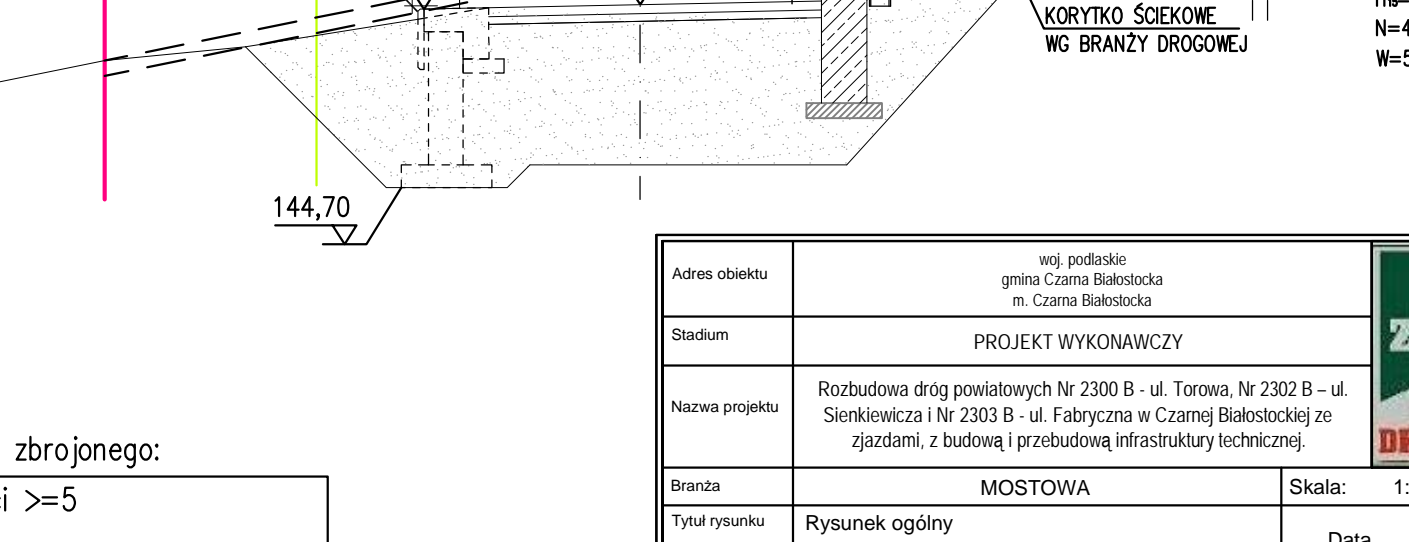 KORYTKO ŚCIEKOWE
WG BRANŻY DROGOWEJ
N=4
W=5
144,70
zbrojonego:
i >=5
Adres obiektu
woj. podlaskie
gmina Czarna Białostocka
m. Czarna Białostocka
Stadium
PROJEKT WYKONAWCZY
Nazwa projektu
Rozbudowa dróg powiatowych Nr 2300 B - ul. Torowa, Nr 2302 B – ul.
Sienkiewicza i Nr 2303 B - ul. Fabryczna w Czarnej Białostockiej ze
zjazdami, z budową i przebudową infrastruktury technicznej.
Branża
MOSTOWA
Skala: 1:
Tytuł rysunku
Rysunek ogólny
Data